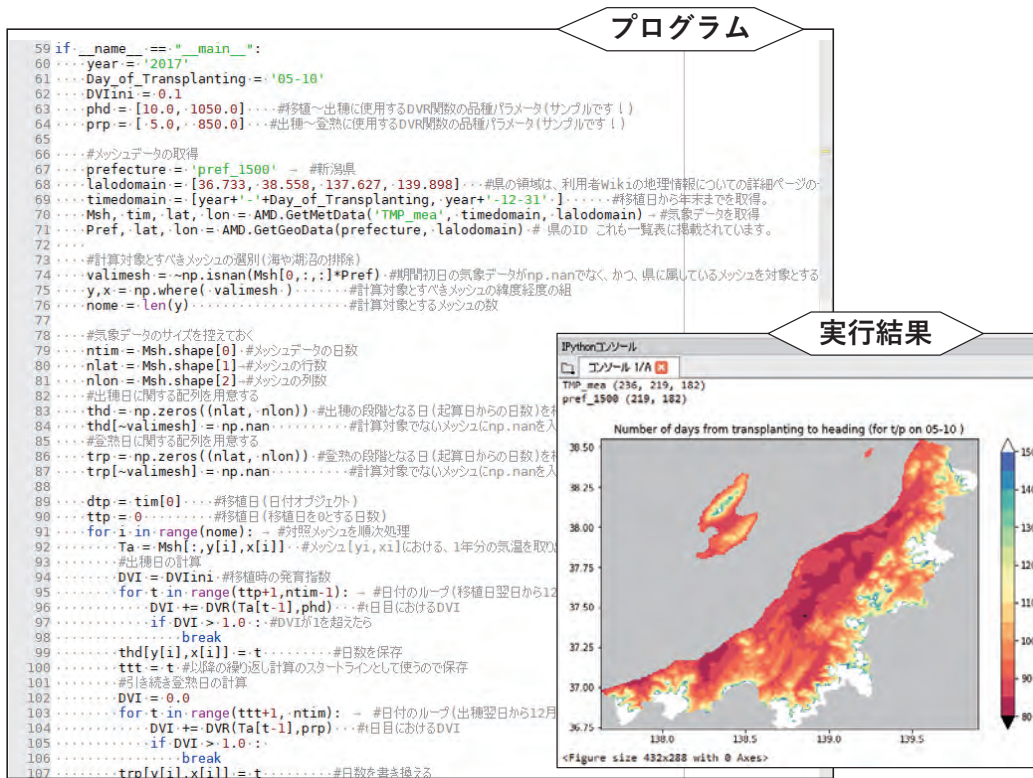 プログラム
59 if __name__ == "__main__":
60 year = '2017'
61 Day_of_Transplanting = '05-10'
62 DVIini = 0.1
63 phd = [10.0, 1050.0] #移植～出穂に使用するDVR関数の品種パラメータ(サンプルです！)
64 prp = [ 5.0, 850.0] #出穂～登熟に使用するDVR関数の品種パラメータ(サンプルです！)
65
66 #メッシュデータの取得
67 prefecture = 'pref_1500' → #新潟県
68 lalodomain = [36.733, 38.558, 137.627, 139.898] #県の領域は、利用者Wikiの地理情報についての詳細ページの
69 timedomain = [year+'-'+Day_of_Transplanting, year+'-12-31' ] #移植日から年末までを取得。
70 Msh, tim, lat, lon = AMD.GetMetData('TMP_mea', timedomain, lalodomain) → #気象データを取得
71 Pref, lat, lon = AMD.GetGeoData(prefecture, lalodomain) # 県のID これも一覧表に掲載されています。
72
73 #計算対象とすべきメッシュの選別(海や湖沼の排除)
74 valimesh = ~np.isnan(Msh[0,:,:]*Pref) #期間初日の気象データがnp.nanでなく、かつ、県に属しているメッシュを対象とする
75 y,x = np.where( valimesh ) #計算対象とすべきメッシュの緯度経度の組
76 nome = len(y) #計算対象とするメッシュの数
77
78 #気象データのサイズを控えておく
79 ntim = Msh.shape[0] #メッシュデータの日数
80 nlat = Msh.shape[1]→#メッシュの行数
81 nlon = Msh.shape[2]→#メッシュの列数
82 #出穂日に関する配列を用意する
83 thd = np.zeros((nlat, nlon)) #出穂の段階となる日(起算日からの日数)を
84 thd[~valimesh] = np.nan #計算対象でないメッシュにnp.nanを入
85 #登熟日に関する配列を用意する
86 trp = np.zeros((nlat, nlon)) #登熟の段階となる日(起算日からの日数)を
87 trp[~valimesh] = np.nan #計算対象でないメッシュにnp.nanを入
88
89 dtp = tim[0] #移植日(日付オブジェクト)
90 ttp = 0 #移植日(移植日を0とする日数)
91 for i in range(nome): → #対照メッシュを順次処理
92 Ta = Msh[:,y[i],x[i]] #メッシュ[yi,xi]における、1年分の気温を取り
93 #出穂日の計算
94 DVI = DVIini #移植時の発育指数
95 for t in range(ttp+1,ntim-1): → #日付のループ(移植日翌日から12
96 DVI += DVR(Ta[t-1],phd) #t日目におけるDVI
97 if DVI > 1.0 : #DVIが1を超えたら
98 break
99 thd[y[i],x[i]] = t #日数を保存
100 ttt = t #以降の繰り返し計算のスタートラインとして使うので保存
101 #引き続き登熟日の計算
102 DVI = 0.0
103 for t in range(ttt+1, ntim): → #日付のループ(出穂翌日から12月
104 DVI += DVR(Ta[t-1],prp) #t日目におけるDVI
105 if DVI > 1.0 :
106 break
107 trp[y[i],x[i]] = t #日数を書き換える
実行結果
IPythonコンソール
コンソール 1/A
TMP_mea (236, 219, 182)
pref_1500 (219, 182)
Number of days from transplanting to heading (for t/p on 05-10 )
38.50
38.25
38.00
37.75
37.50
37.25
37.00
36.75
138.0 138.5 139.0 139.5
150
140
130
120
110
100
90
80
<Figure size 432x288 with 0 Axes>